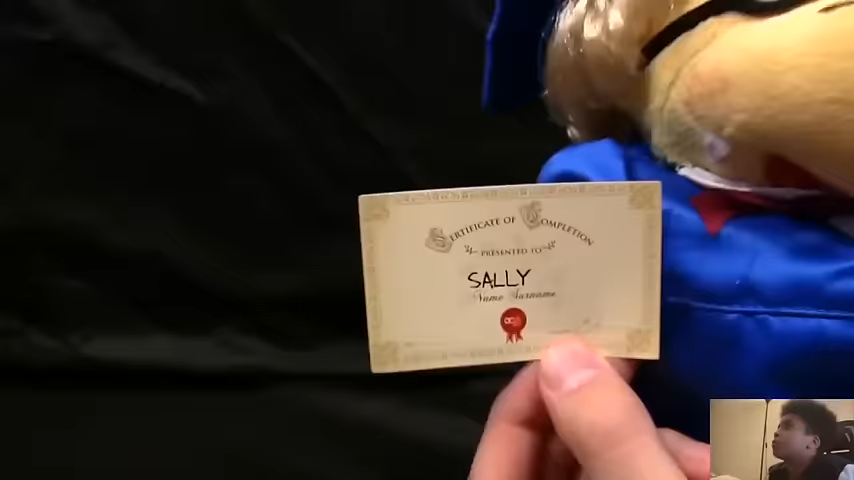 CERTIFICATE OF COMPLETION
PRESENTED TO
SALLY
Name Surname